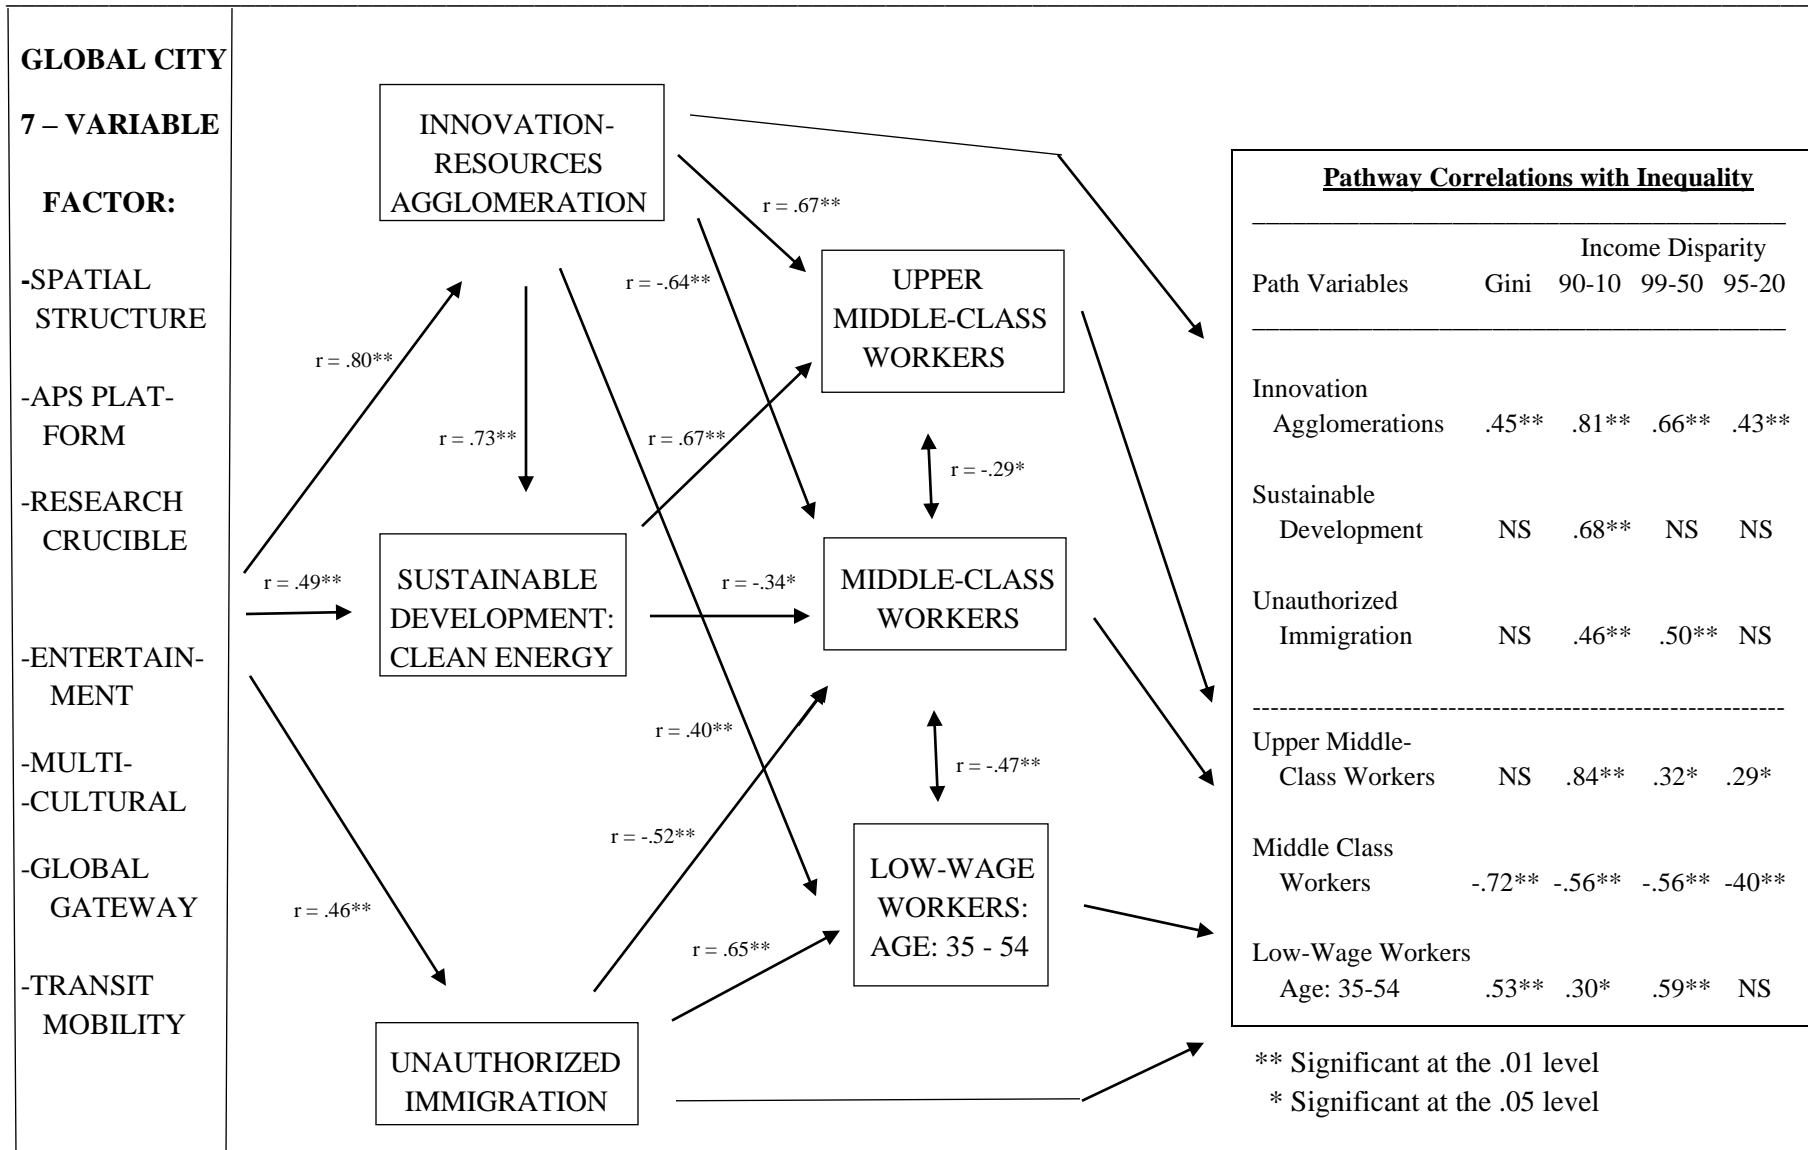 GLOBAL CITY
7 – VARIABLE
FACTOR:
-SPATIAL
STRUCTURE
-APS PLAT-
FORM
-RESEARCH
CRUCIBLE
-ENTERTAIN-
MENT
-MULTI-
-CULTURAL
-GLOBAL
GATEWAY
-TRANSIT
MOBILITY
r = .80**
r = .49**
r = .46**
INNOVATION-
RESOURCES
AGGLOMERATION
r = .73**
SUSTAINABLE
DEVELOPMENT:
CLEAN ENERGY
UNAUTHORIZED
IMMIGRATION
r = .67**
r = -.64**
r = .67**
r = -.34*
r = .40**
r = -.52**
r = .65**
UPPER
MIDDLE-CLASS
WORKERS
r = -.29*
MIDDLE-CLASS
WORKERS
r = -.47**
LOW-WAGE
WORKERS:
AGE: 35 - 54
Pathway Correlations with Inequality
Income Disparity
Path Variables Gini 90-10 99-50 95-20
Innovation
Agglomerations .45** .81** .66** .43**
Sustainable
Development NS .68** NS NS
Unauthorized
Immigration NS .46** .50** NS
Upper Middle-
Class Workers NS .84** .32* .29*
Middle Class
Workers -.72** -.56** -.56** -40**
Low-Wage Workers
Age: 35-54 .53** .30* .59** NS
** Significant at the .01 level
* Significant at the .05 level